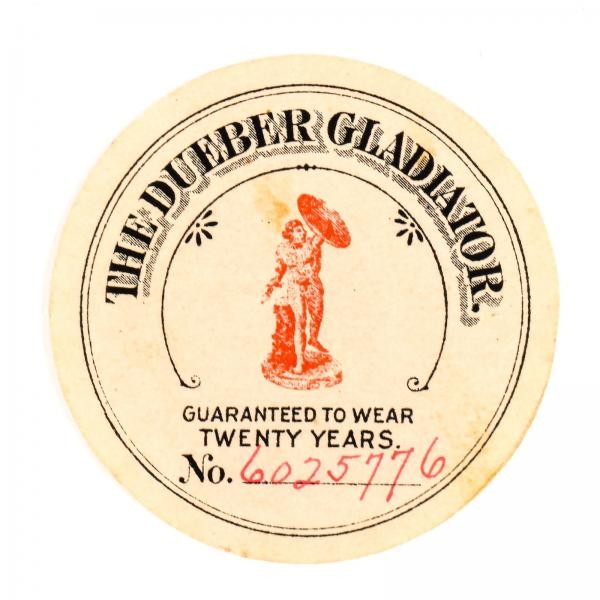 THE DUEBER GLADIATOR.
GUARANTEED TO WEAR
TWENTY YEARS.
No. 6025776